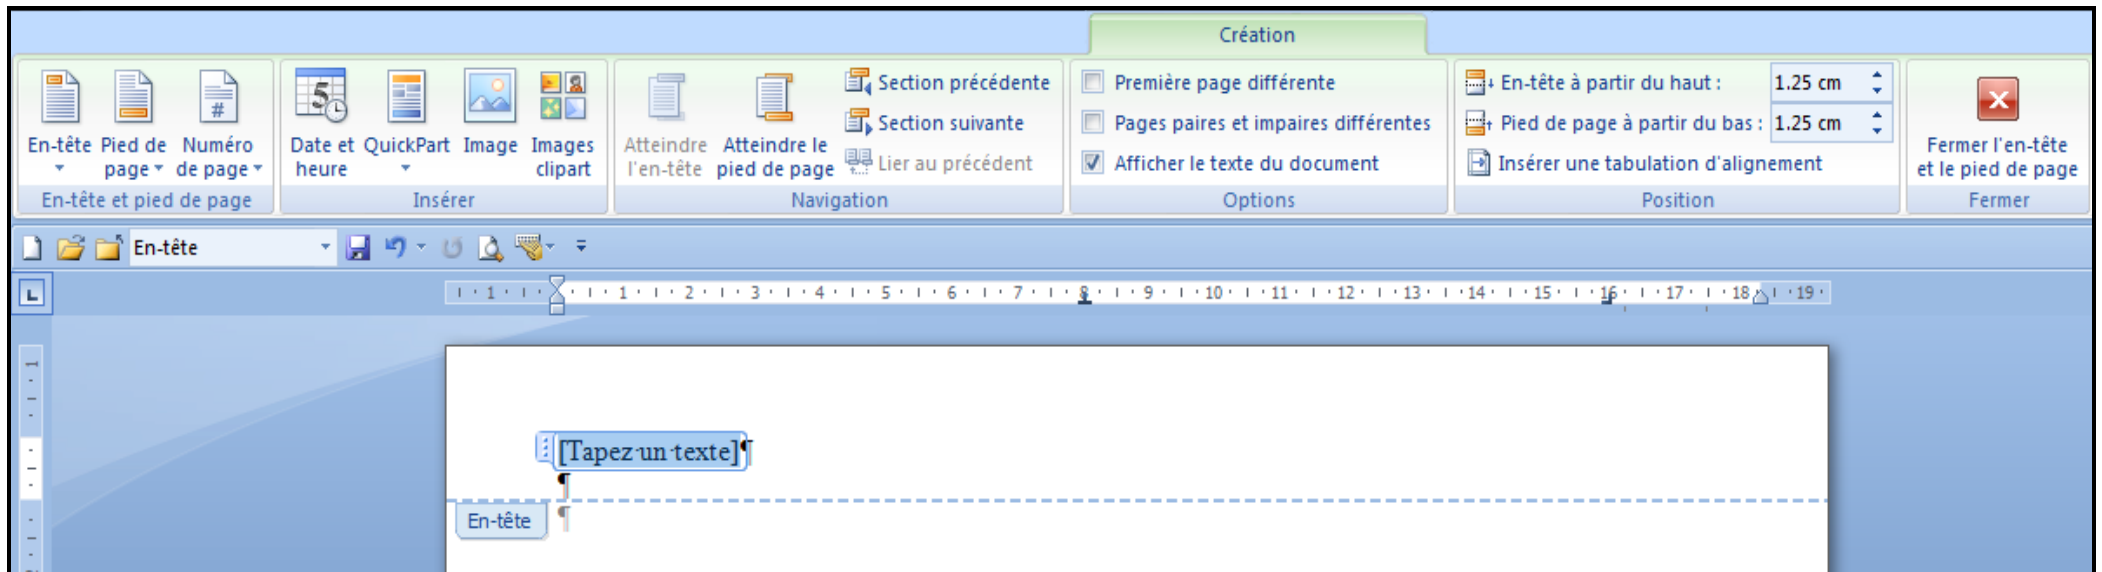 Création
En-tête
Pied de page
Numéro de page
En-tête et pied de page
Date et heure
QuickPart
Image
Images clipart
Insérer
Atteindre l'en-tête
Atteindre le pied de page
Section précédente
Section suivante
Lier au précédent
Navigation
Première page différente
Pages paires et impaires différentes
Afficher le texte du document
Options
En-tête à partir du haut : 1.25 cm
Pied de page à partir du bas : 1.25 cm
Insérer une tabulation d'alignement
Position
Fermer l'en-tête
et le pied de page
Fermer
En-tête
1 1 2 3 4 5 6 7 8 9 10 11 12 13 14 15 16 17 18 19
1
[Tapez·un·texte]¶
¶
En-tête ¶